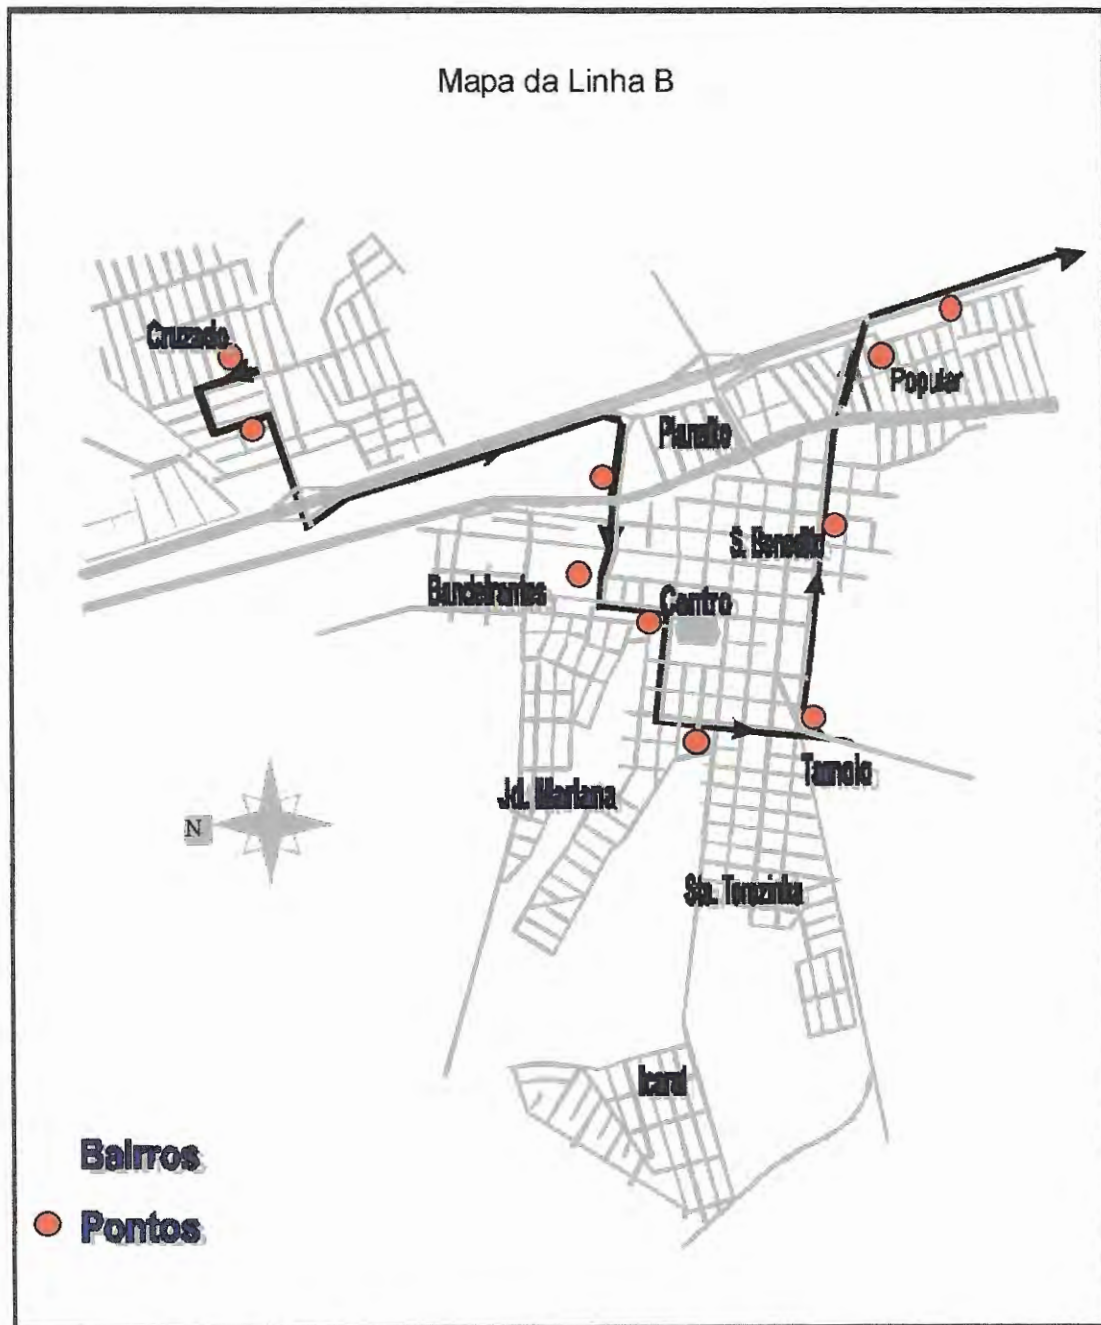 Mapa da Linha B
Cruzado
Popular
Planalto
S. Benedito
Bandeirantes
Centro
Tamoio
Jd. Mariana
N
Sta. Terezinha
Icaraí
Bairros
Pontos